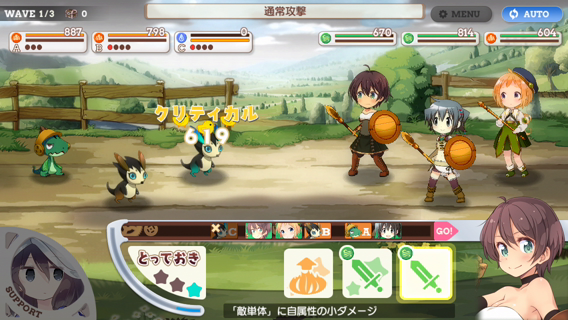 WAVE 1/3 0
通常攻撃
MENU
AUTO
887
A
798
B
0
C
670
814
604
クリティカル
C
B
A
GO!
とっておき
SUPPORT
「敵単体」に自属性の小ダメージ